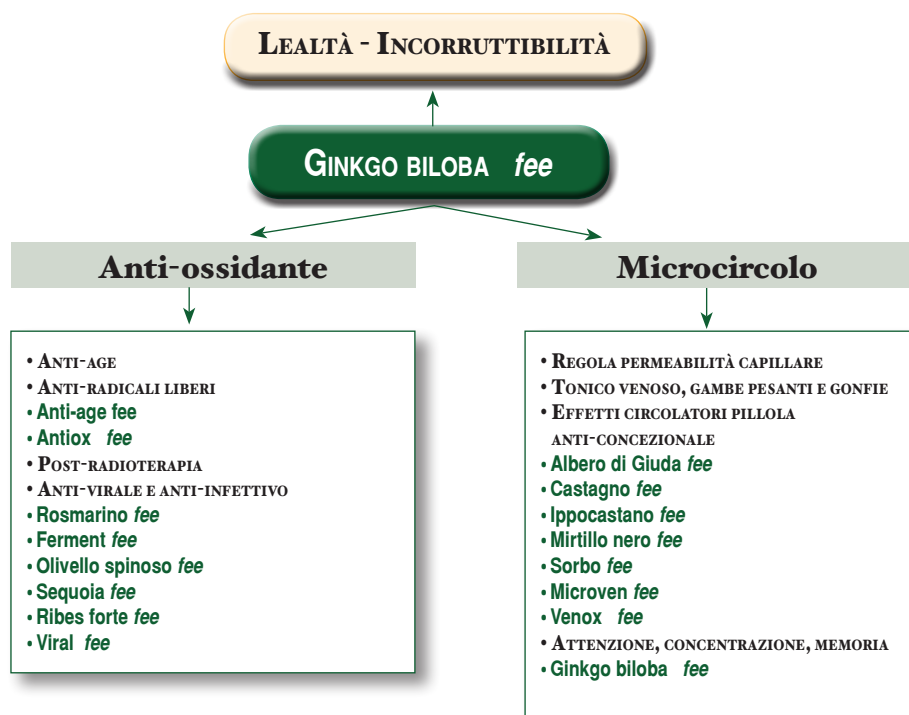 Lealtà - Incorruttibilità
Ginkgo biloba fee
Anti-ossidante
• Anti-age
• Anti-radicali liberi
• Anti-age fee
• Antiox fee
• Post-radioterapia
• Anti-virale e anti-infettivo
• Rosmarino fee
• Ferment fee
• Olivello spinoso fee
• Sequoia fee
• Ribes forte fee
• Viral fee
Microcircolo
• Regola permeabilità capillare
• Tonico venoso, gambe pesanti e gonfie
• Effetti circolatori pillola
anti-concezionale
• Albero di Giuda fee
• Castagno fee
• Ippocastano fee
• Mirtillo nero fee
• Sorbo fee
• Microven fee
• Venox fee
• Attenzione, concentrazione, memoria
• Ginkgo biloba fee